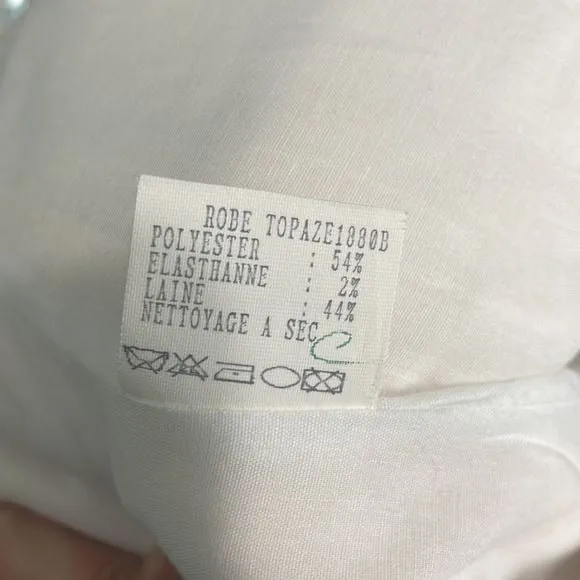 ROBE TOPAZE1880B
POLYESTER : 54%
ELASTHANNE : 2%
LAINE : 44%
NETTOYAGE A SEC
C